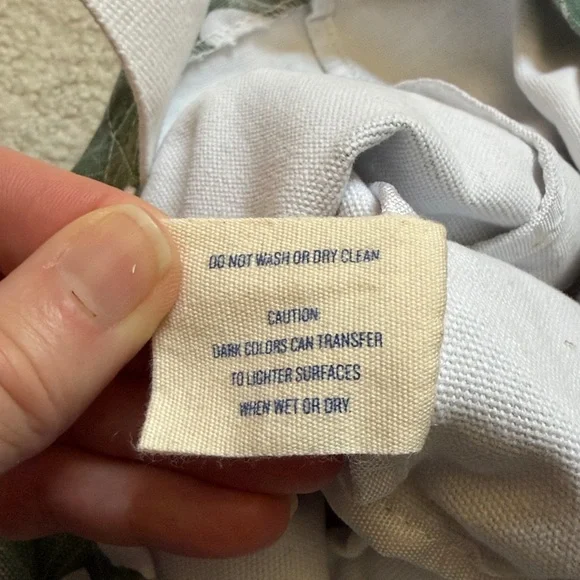 DO NOT WASH OR DRY CLEAN
CAUTION:
DARK COLORS CAN TRANSFER
TO LIGHTER SURFACES
WHEN WET OR DRY.